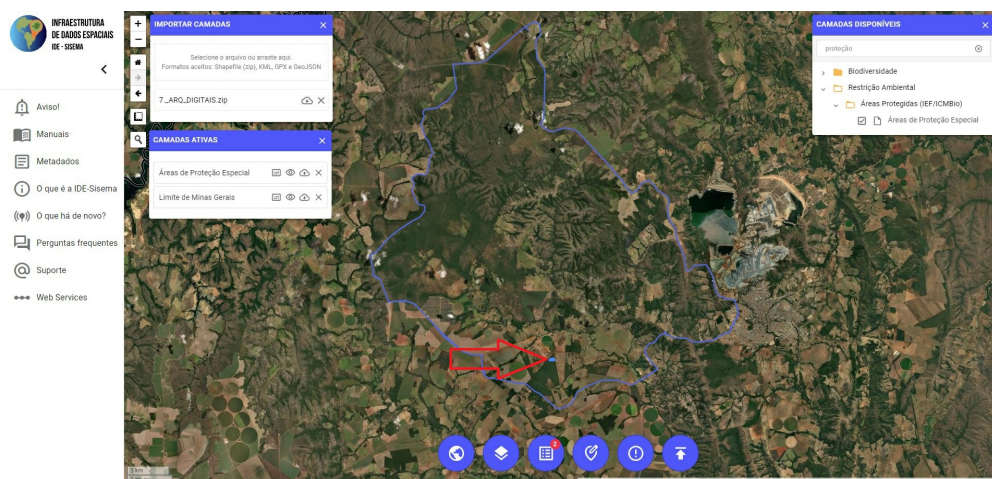 INFRAESTRUTURA
DE DADOS ESPACIAIS
IDE - SISEMA
Aviso!
Manuais
Metadados
O que é a IDE-Sisema
O que há de novo?
Perguntas frequentes
Suporte
Web Services
IMPORTAR CAMADAS
Selecione o arquivo ou arraste aqui.
Formatos aceitos: Shapefile (zip), KML, GPX e GeoJSON
7._ARQ_DIGITAIS.zip
CAMADAS ATIVAS
Áreas de Proteção Especial
Limite de Minas Gerais
CAMADAS DISPONÍVEIS
proteção
Biodiversidade
Restrição Ambiental
Áreas Protegidas (IEF/ICMBio)
Áreas de Proteção Especial
2